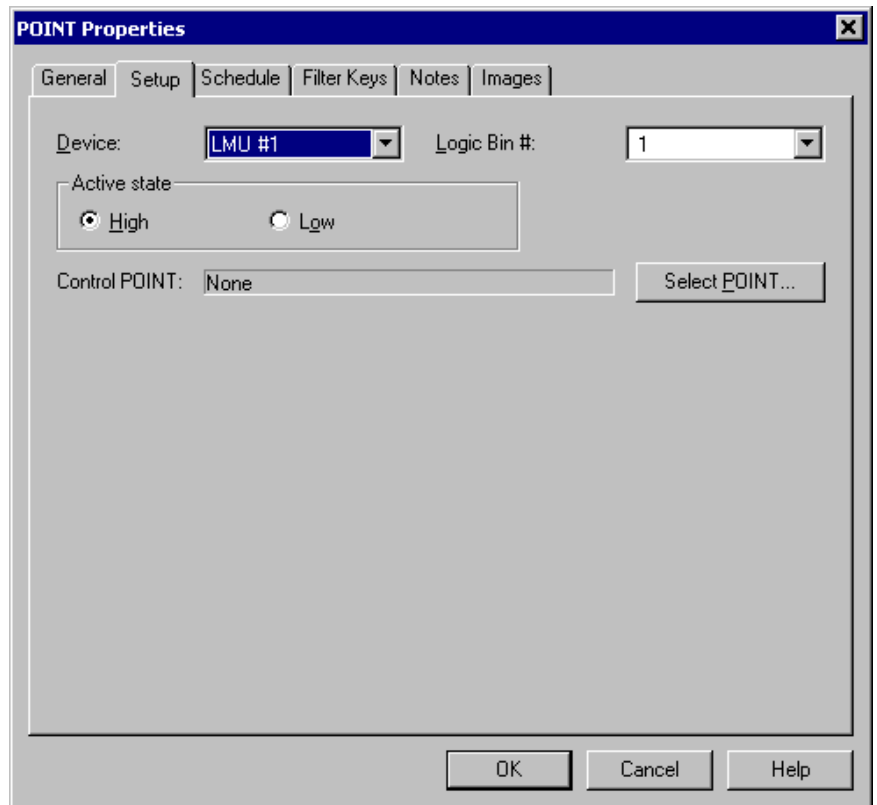 POINT Properties
General Setup Schedule Filter Keys Notes Images
Device: LMU #1 Logic Bin #: 1
Active state
High Low
Control POINT: None Select POINT...
OK Cancel Help